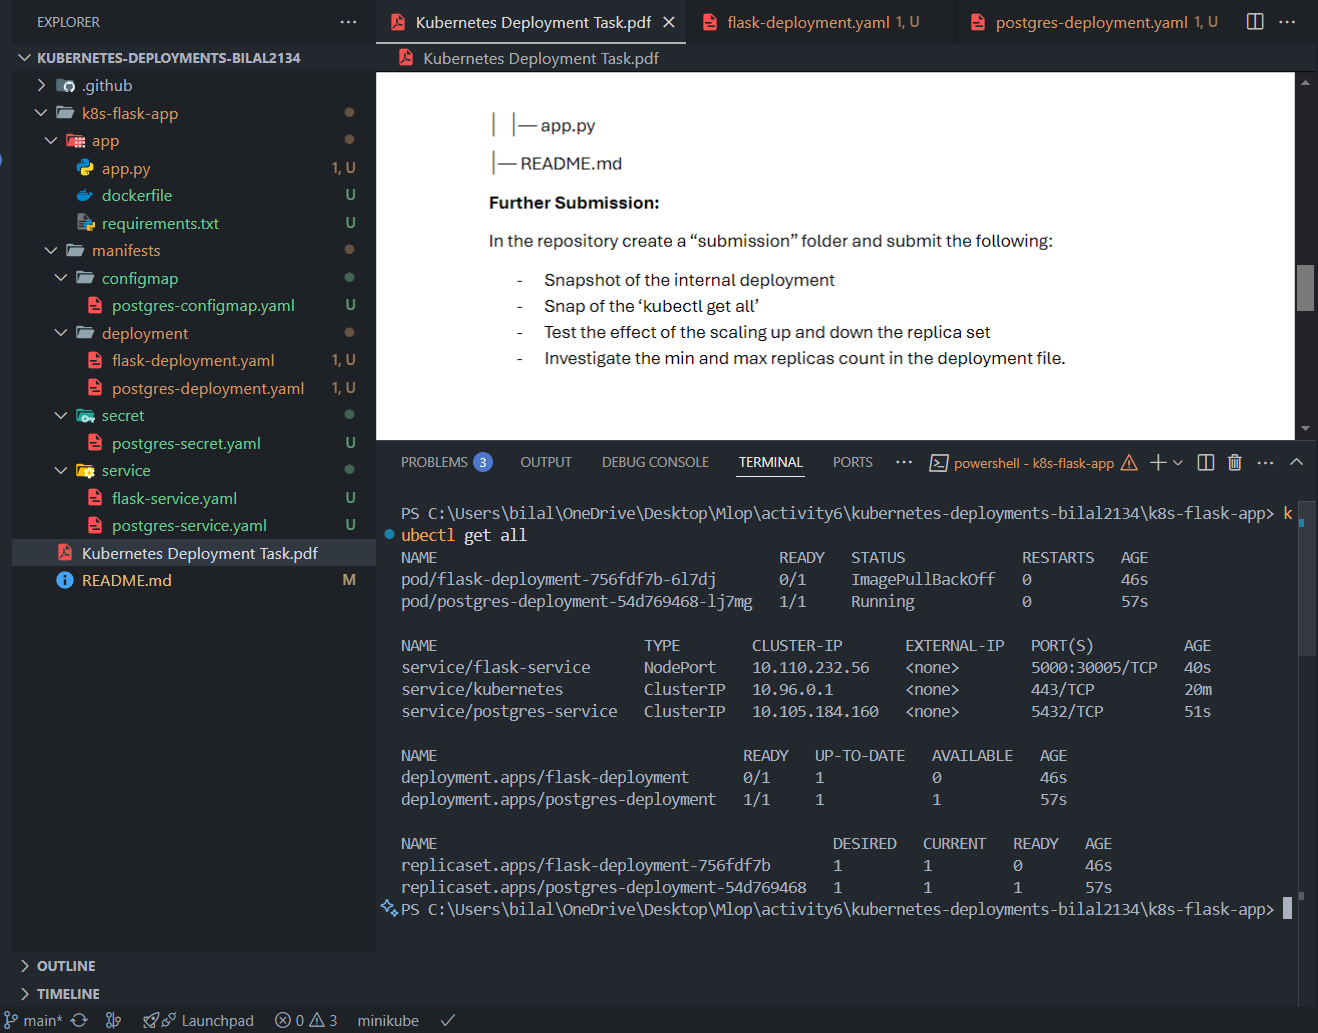 EXPLORER
KUBERNETES-DEPLOYMENTS-BILAL2134
.github
k8s-flask-app
app
app.py 1, U
dockerfile U
requirements.txt U
manifests
configmap
postgres-configmap.yaml U
deployment
flask-deployment.yaml 1, U
postgres-deployment.yaml 1, U
secret
postgres-secret.yaml U
service
flask-service.yaml U
postgres-service.yaml U
Kubernetes Deployment Task.pdf
README.md M
OUTLINE
TIMELINE
Kubernetes Deployment Task.pdf flask-deployment.yaml 1, U postgres-deployment.yaml 1, U
Kubernetes Deployment Task.pdf
│ │— app.py
│— README.md
Further Submission:
In the repository create a “submission” folder and submit the following:
- Snapshot of the internal deployment
- Snap of the ‘kubectl get all’
- Test the effect of the scaling up and down the replica set
- Investigate the min and max replicas count in the deployment file.
PROBLEMS 3 OUTPUT DEBUG CONSOLE TERMINAL PORTS powershell - k8s-flask-app
PS C:\Users\bilal\OneDrive\Desktop\Mlop\activity6\kubernetes-deployments-bilal2134\k8s-flask-app> k
ubectl get all
NAME READY STATUS RESTARTS AGE
pod/flask-deployment-756fdf7b-6l7dj 0/1 ImagePullBackOff 0 46s
pod/postgres-deployment-54d769468-lj7mg 1/1 Running 0 57s
NAME TYPE CLUSTER-IP EXTERNAL-IP PORT(S) AGE
service/flask-service NodePort 10.110.232.56 <none> 5000:30005/TCP 40s
service/kubernetes ClusterIP 10.96.0.1 <none> 443/TCP 20m
service/postgres-service ClusterIP 10.105.184.160 <none> 5432/TCP 51s
NAME READY UP-TO-DATE AVAILABLE AGE
deployment.apps/flask-deployment 0/1 1 0 46s
deployment.apps/postgres-deployment 1/1 1 1 57s
NAME DESIRED CURRENT READY AGE
replicaset.apps/flask-deployment-756fdf7b 1 1 0 46s
replicaset.apps/postgres-deployment-54d769468 1 1 1 57s
PS C:\Users\bilal\OneDrive\Desktop\Mlop\activity6\kubernetes-deployments-bilal2134\k8s-flask-app>
main* Launchpad 0 3 minikube